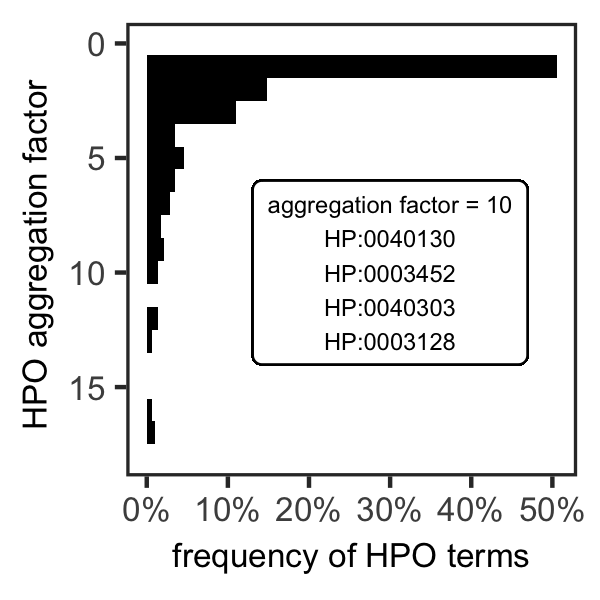 HPO aggregation factor
0
5
10
15
aggregation factor = 10
HP:0040130
HP:0003452
HP:0040303
HP:0003128
0% 10% 20% 30% 40% 50%
frequency of HPO terms